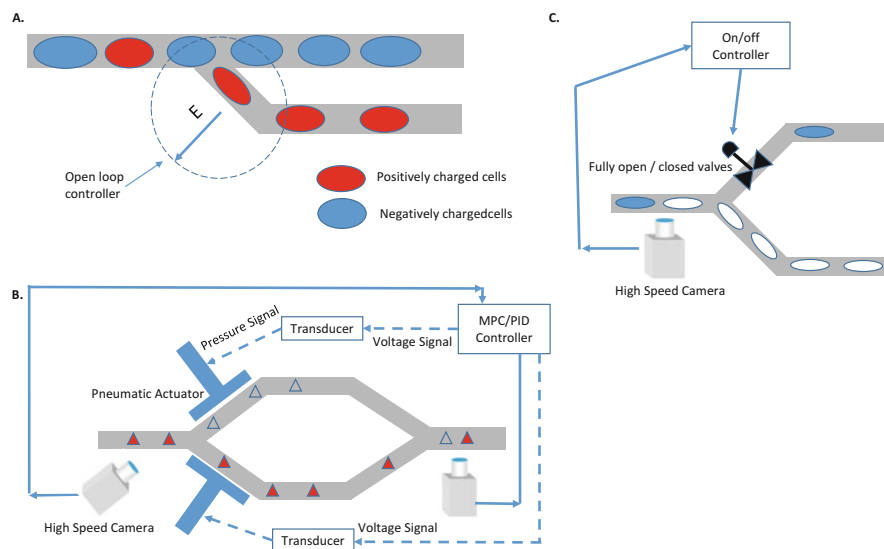 A.
E
Open loop
controller
Positively charged cells
Negatively chargedcells
C.
On/off
Controller
Fully open / closed valves
High Speed Camera
B.
Pressure Signal
Transducer
Voltage Signal
MPC/PID
Controller
Pneumatic Actuator
High Speed Camera
Transducer
Voltage Signal